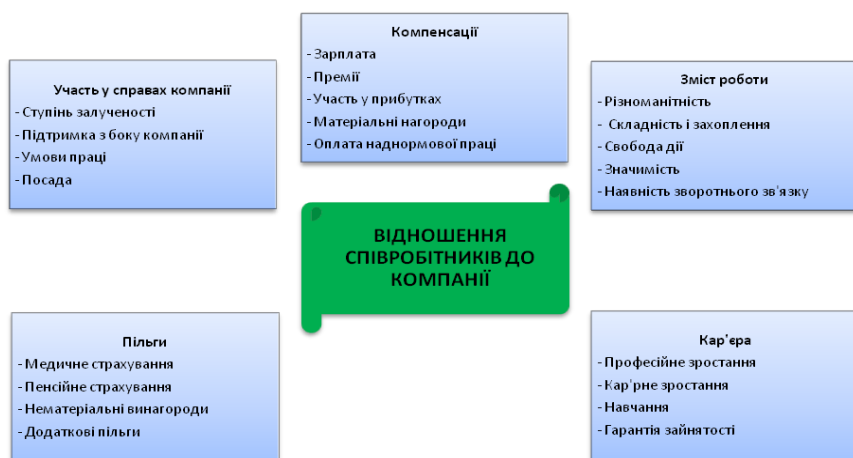 Компенсації
- Зарплата
- Премії
- Участь у прибутках
- Матеріальні нагороди
- Оплата наднормової праці
Участь у справах компанії
- Ступінь залученості
- Підтримка з боку компанії
- Умови праці
- Посада
Зміст роботи
- Різноманітність
- Складність і захоплення
- Свобода дії
- Значимість
- Наявність зворотнього зв'язку
ВІДНОШЕННЯ
СПІВРОБІТНИКІВ ДО
КОМПАНІЇ
Пільги
- Медичне страхування
- Пенсійне страхування
- Нематеріальні винагороди
- Додаткові пільги
Кар'єра
- Професійне зростання
- Кар'рне зростання
- Навчання
- Гарантія зайнятості